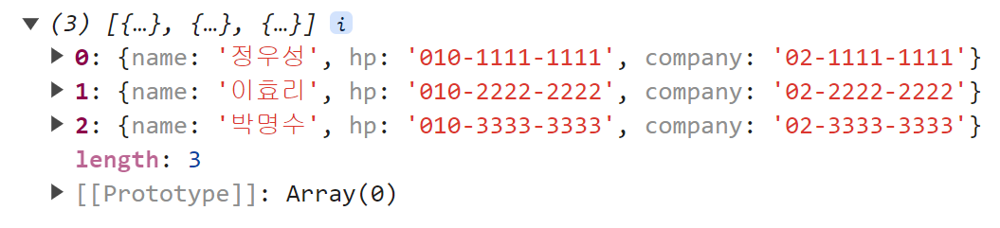 ▼ (3) [{…}, {…}, {…}] i
▶ 0: {name: '정우성', hp: '010-1111-1111', company: '02-1111-1111'}
▶ 1: {name: '이효리', hp: '010-2222-2222', company: '02-2222-2222'}
▶ 2: {name: '박명수', hp: '010-3333-3333', company: '02-3333-3333'}
length: 3
▶ [[Prototype]]: Array(0)